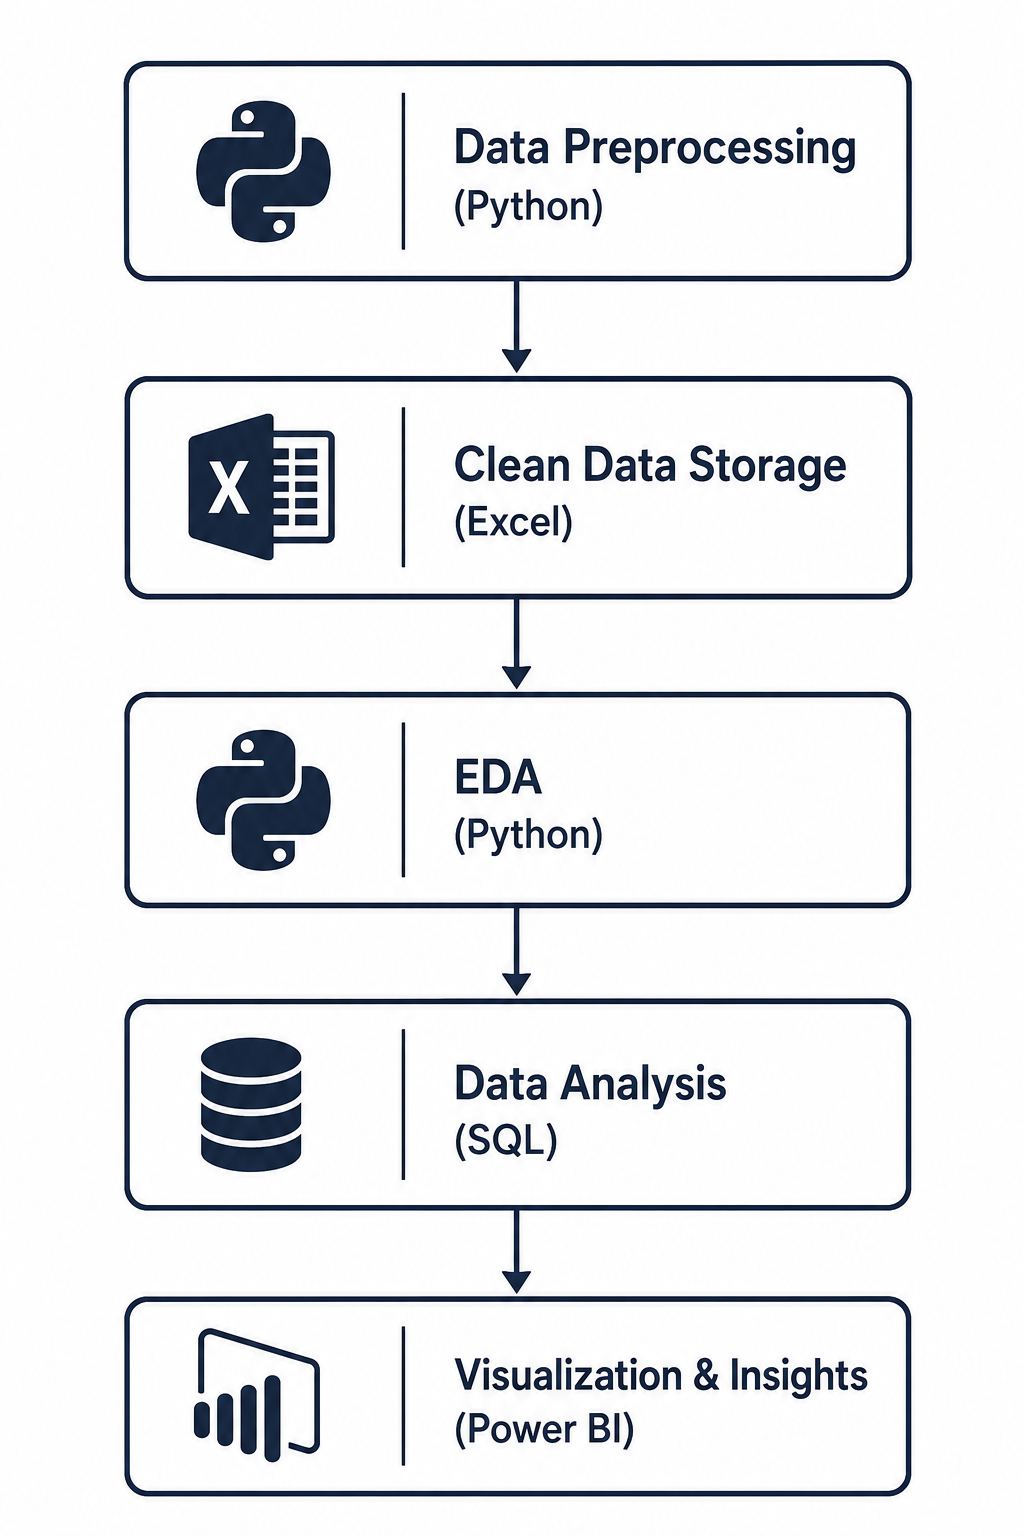 Data Preprocessing
(Python)
X
Clean Data Storage
(Excel)
EDA
(Python)
Data Analysis
(SQL)
Visualization & Insights
(Power BI)